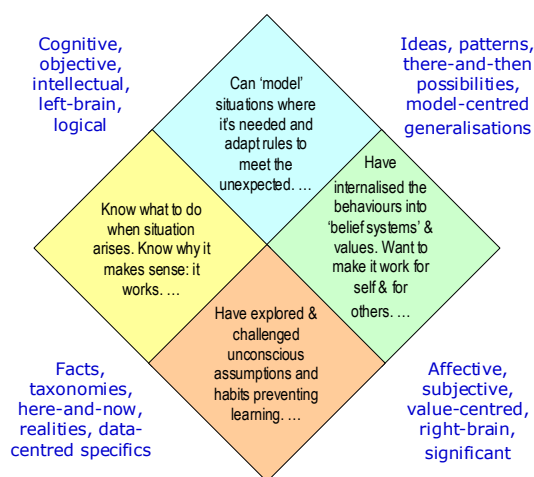 Cognitive,
objective,
intellectual,
left-brain,
logical
Ideas, patterns,
there-and-then
possibilities,
model-centred
generalisations
Can ‘model’
situations where
it's needed and
adapt rules to
meet the
unexpected. …
Know what to do
when situation
arises. Know why it
makes sense: it
works. …
Have
internalised the
behaviours into
‘belief systems’ &
values. Want to
make it work for
self & for
others. …
Have explored &
challenged
unconscious
assumptions and
habits preventing
learning. …
Facts,
taxonomies,
here-and-now,
realities, data-
centred specifics
Affective,
subjective,
value-centred,
right-brain,
significant